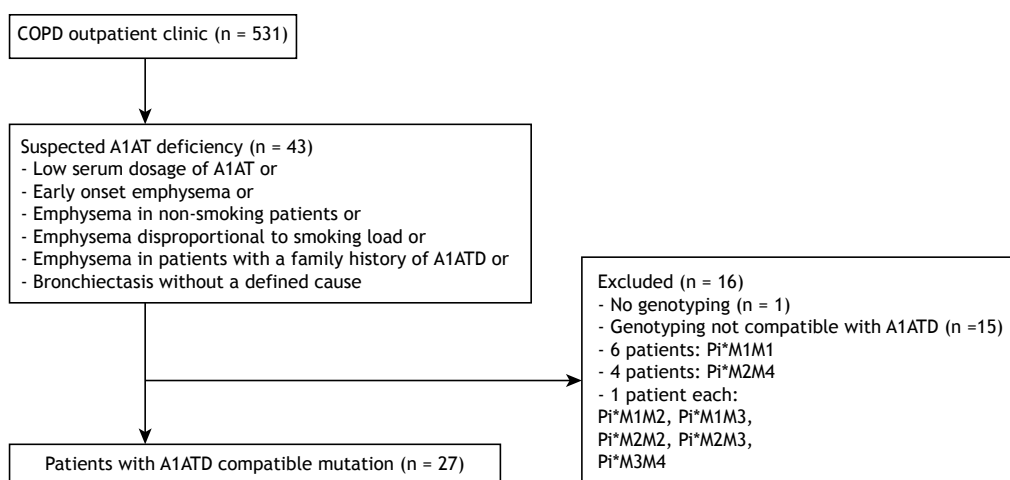 COPD outpatient clinic (n = 531)
Suspected A1AT deficiency (n = 43)
- Low serum dosage of A1AT or
- Early onset emphysema or
- Emphysema in non-smoking patients or
- Emphysema disproportional to smoking load or
- Emphysema in patients with a family history of A1ATD or
- Bronchiectasis without a defined cause
Excluded (n = 16)
- No genotyping (n = 1)
- Genotyping not compatible with A1ATD (n =15)
- 6 patients: Pi*M1M1
- 4 patients: Pi*M2M4
- 1 patient each:
Pi*M1M2, Pi*M1M3,
Pi*M2M2, Pi*M2M3,
Pi*M3M4
Patients with A1ATD compatible mutation (n = 27)